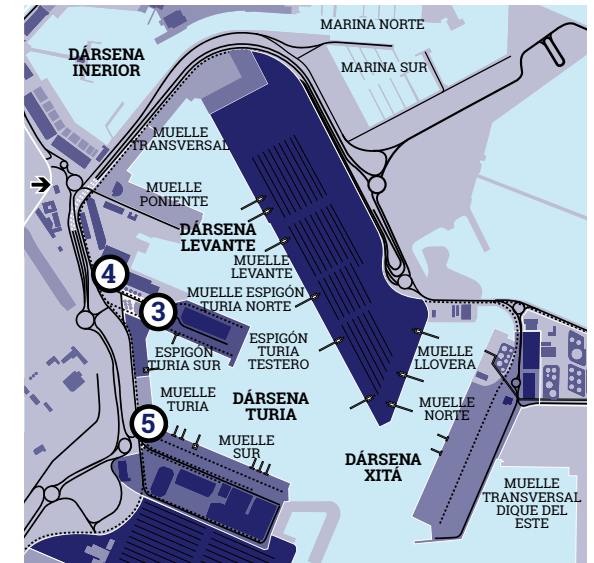 MARINA NORTE
DÁRSENA
INERIOR
MARINA SUR
MUELLE
TRANSVERSAL
MUELLE
PONIENTE
DÁRSENA
LEVANTE
MUELLE
LEVANTE
4
MUELLE ESPIGÓN
TURIA NORTE
3
ESPIGÓN
TURIA SUR
ESPIGÓN
TURIA
TESTERO
MUELLE
LLOVERA
MUELLE
TURIA
DÁRSENA
TURIA
MUELLE
NORTE
5
MUELLE
SUR
DÁRSENA
XITÁ
MUELLE
TRANSVERSAL
DIQUE DEL
ESTE